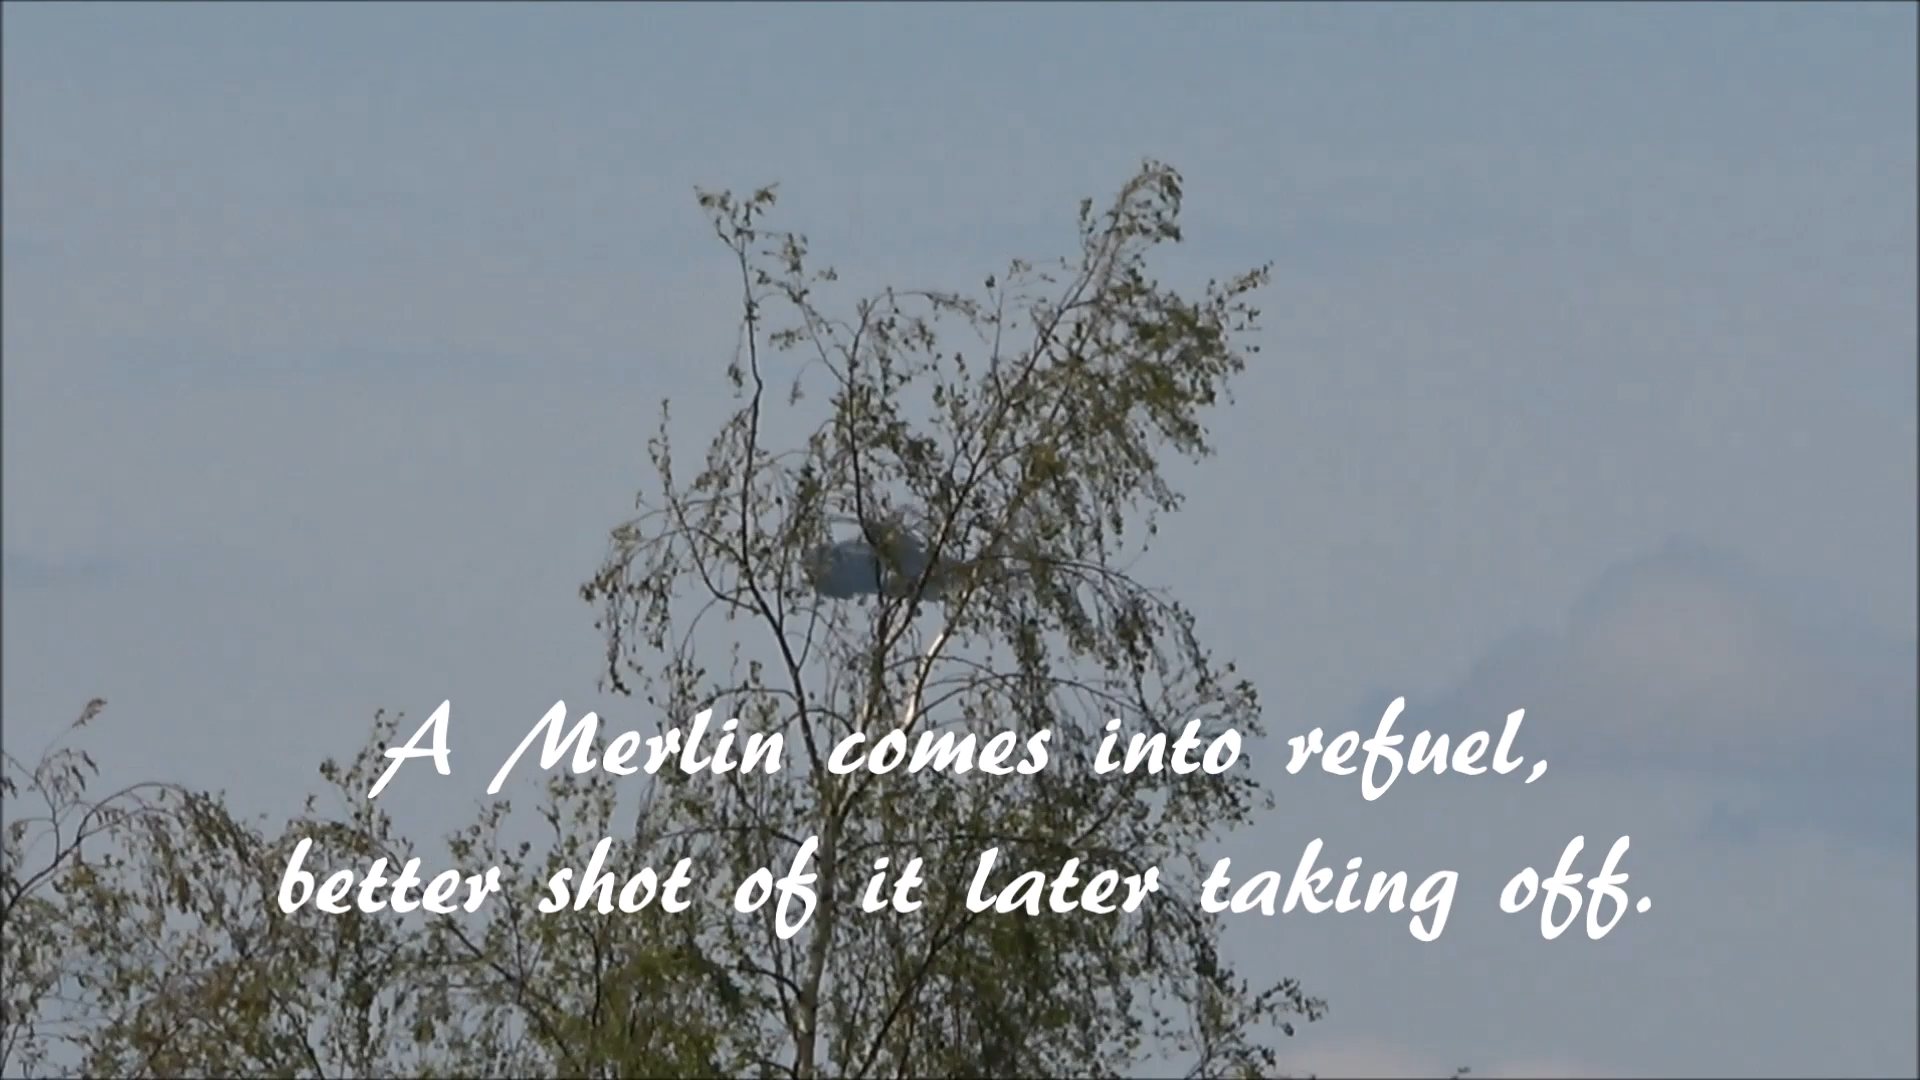 A Merlin comes into refuel,
better shot of it later taking off.